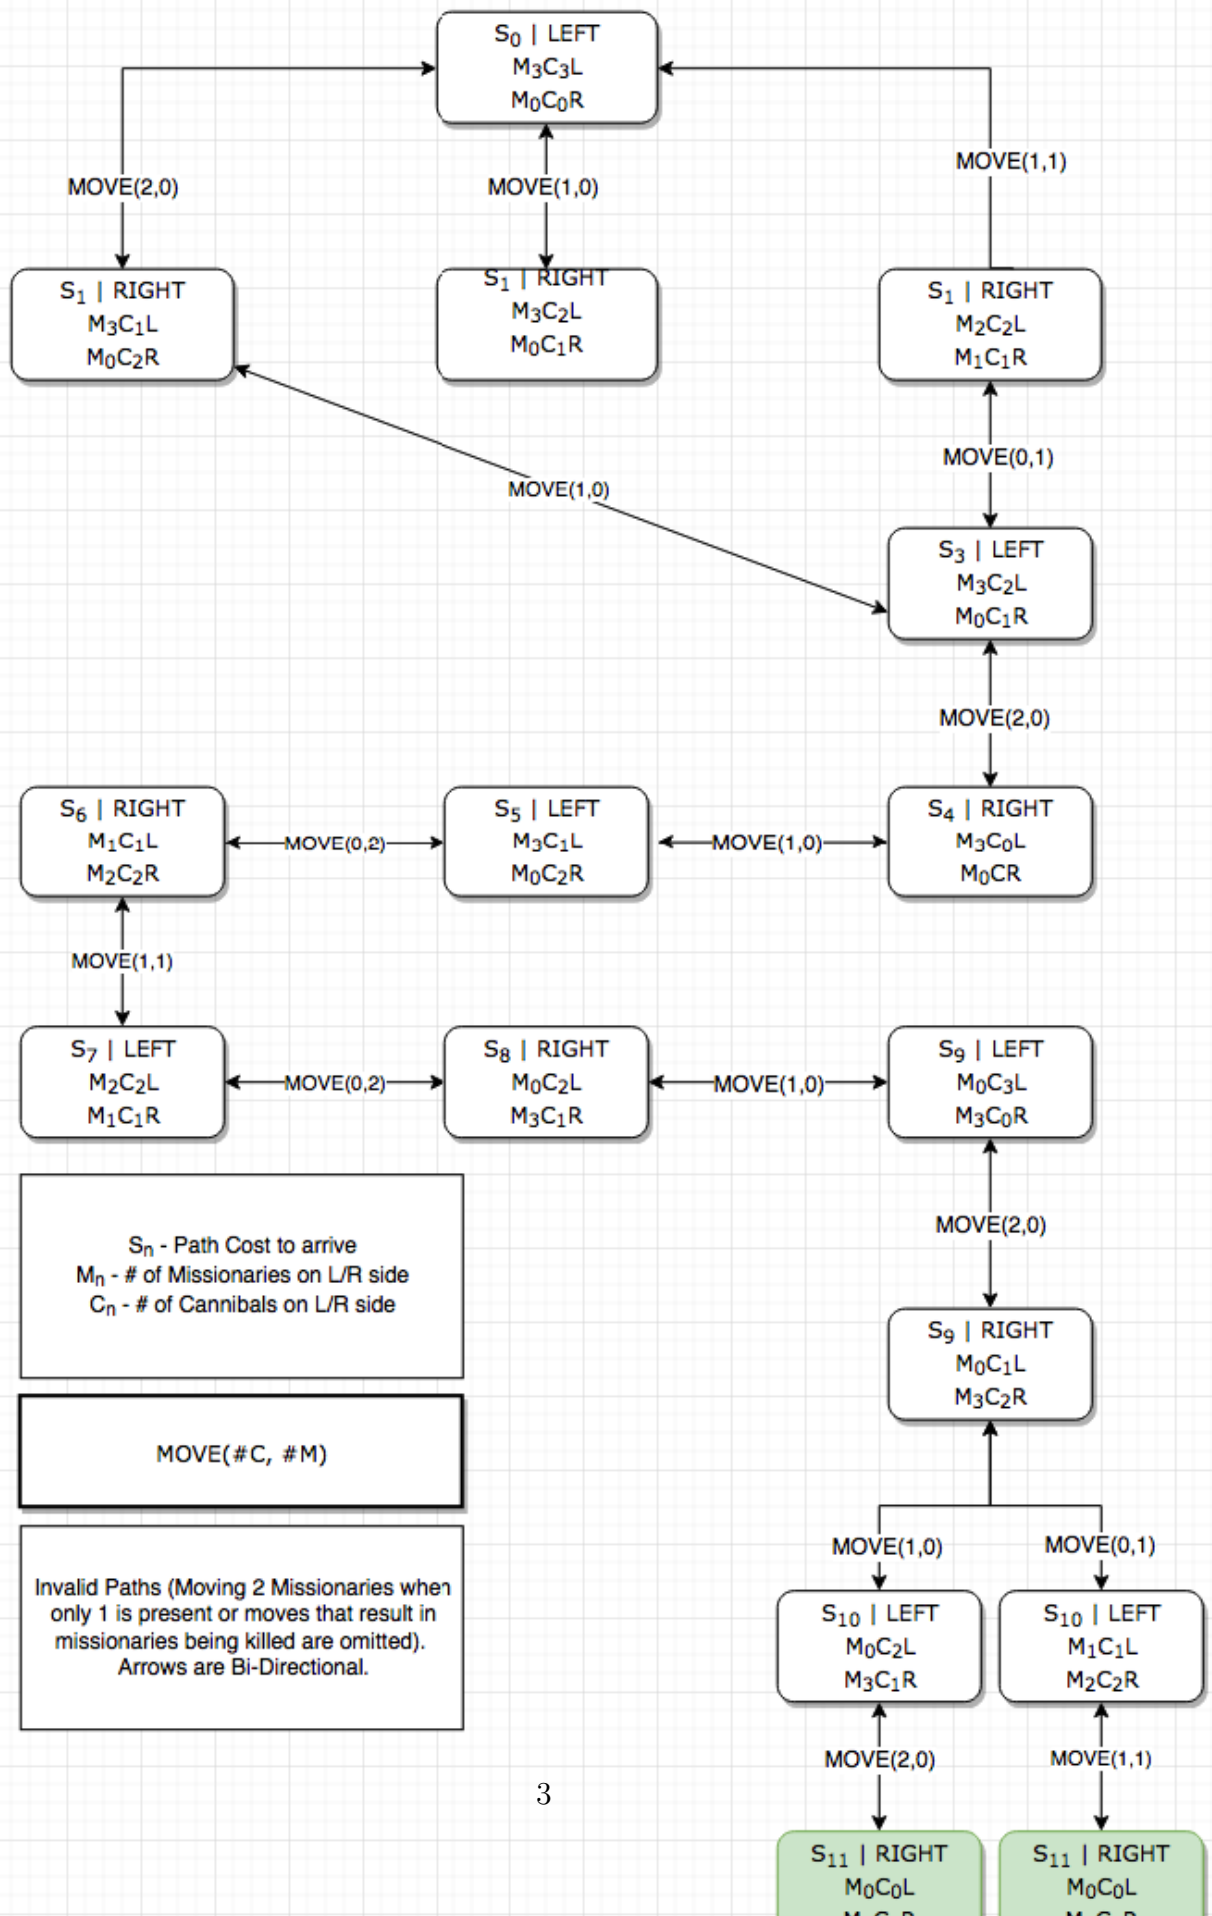 S₀ | LEFT
M₃C₃L
M₀C₀R
MOVE(1,1)
MOVE(2,0)
MOVE(1,0)
S₁ | RIGHT
M₃C₁L
M₀C₂R
S₁ | RIGHT
M₃C₂L
M₀C₁R
S₁ | RIGHT
M₂C₂L
M₁C₁R
MOVE(0,1)
MOVE(1,0)
S₃ | LEFT
M₃C₂L
M₀C₁R
MOVE(2,0)
S₆ | RIGHT
M₁C₁L
M₂C₂R
MOVE(0,2)
S₅ | LEFT
M₃C₁L
M₀C₂R
MOVE(1,0)
S₄ | RIGHT
M₃C₀L
M₀CR
MOVE(1,1)
S₇ | LEFT
M₂C₂L
M₁C₁R
MOVE(0,2)
S₈ | RIGHT
M₀C₂L
M₃C₁R
MOVE(1,0)
S₉ | LEFT
M₀C₃L
M₃C₀R
MOVE(2,0)
Sₙ - Path Cost to arrive
Mₙ - # of Missionaries on L/R side
Cₙ - # of Cannibals on L/R side
S₉ | RIGHT
M₀C₁L
M₃C₂R
MOVE(#C, #M)
MOVE(1,0)
MOVE(0,1)
Invalid Paths (Moving 2 Missionaries when
only 1 is present or moves that result in
missionaries being killed are omitted).
Arrows are Bi-Directional.
S₁₀ | LEFT
M₀C₂L
M₃C₁R
S₁₀ | LEFT
M₁C₁L
M₂C₂R
MOVE(2,0)
MOVE(1,1)
3
S₁₁ | RIGHT
M₀C₀L
S₁₁ | RIGHT
M₀C₀L